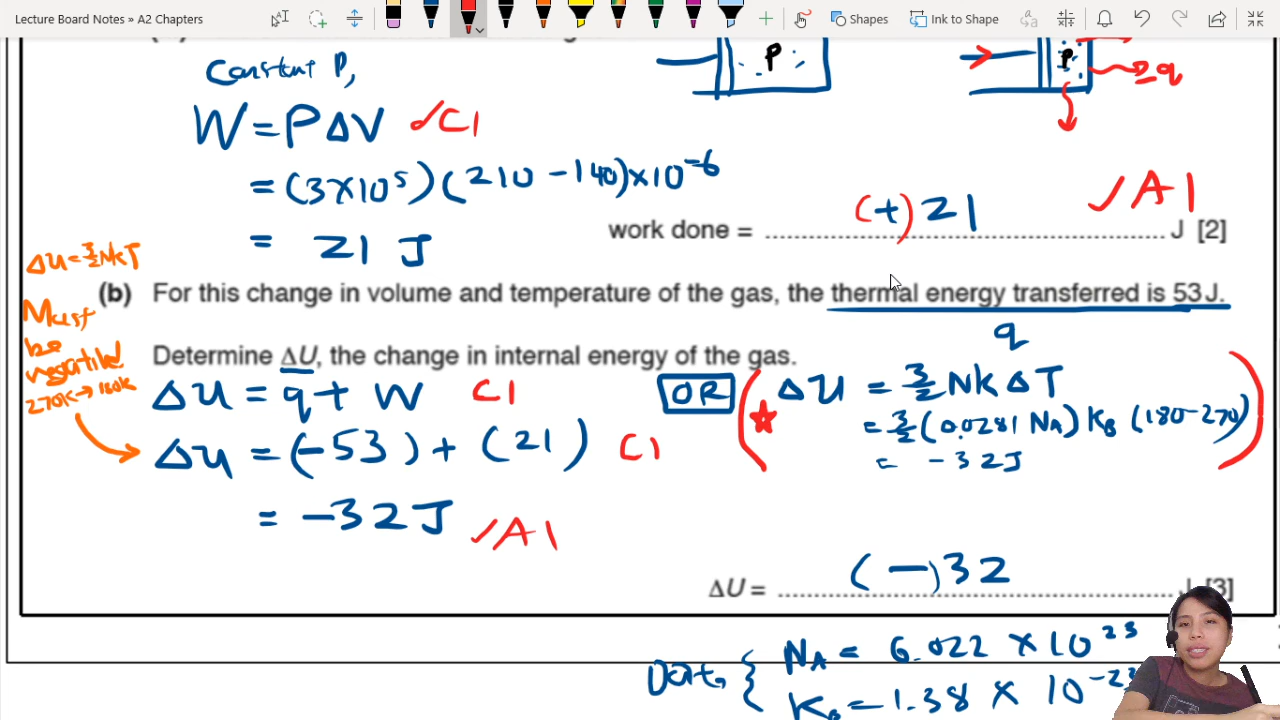 Lecture Board Notes » A2 Chapters
Shapes
Ink to Shape
Constant P,
P
P
q
W = PΔV ✓C1
= (3×10⁵)(210 - 140)×10⁻⁶
= 21 J
work done = (+) 21 J [2] ✓A1
ΔU = 3/2 NkT
Must
be
negative
270K → 180K
(b) For this change in volume and temperature of the gas, the thermal energy transferred is 53 J.
q
Determine ΔU, the change in internal energy of the gas.
ΔU = q + W C1
ΔU = (-53) + (21) C1
= -32 J ✓A1
OR
ΔU = 3/2 NkΔT
= 3/2 (0.0281 NA) KB (180-270)
= -32J
ΔU = (-)32 J [3]
Data
NA = 6.022 × 10²³
KB = 1.38 × 10⁻²³